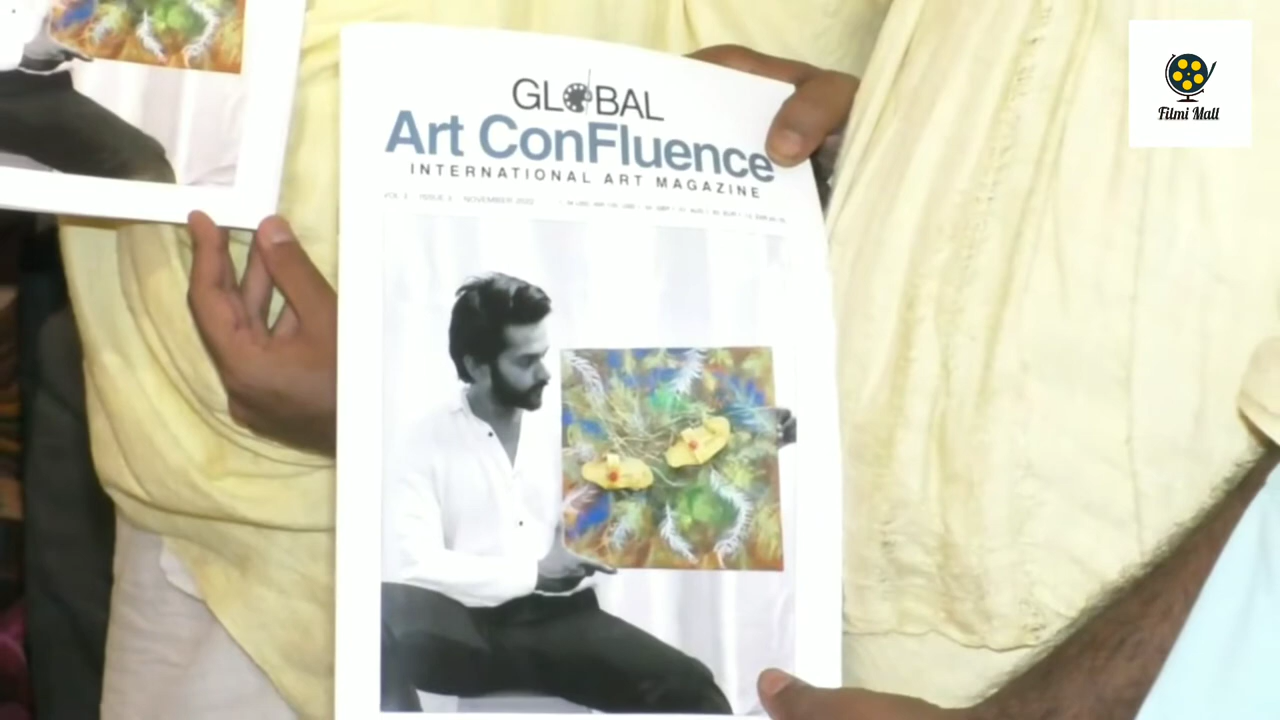 GLOBAL
Art ConFluence
INTERNATIONAL ART MAGAZINE
NOVEMBER 2022
Filmi Mall